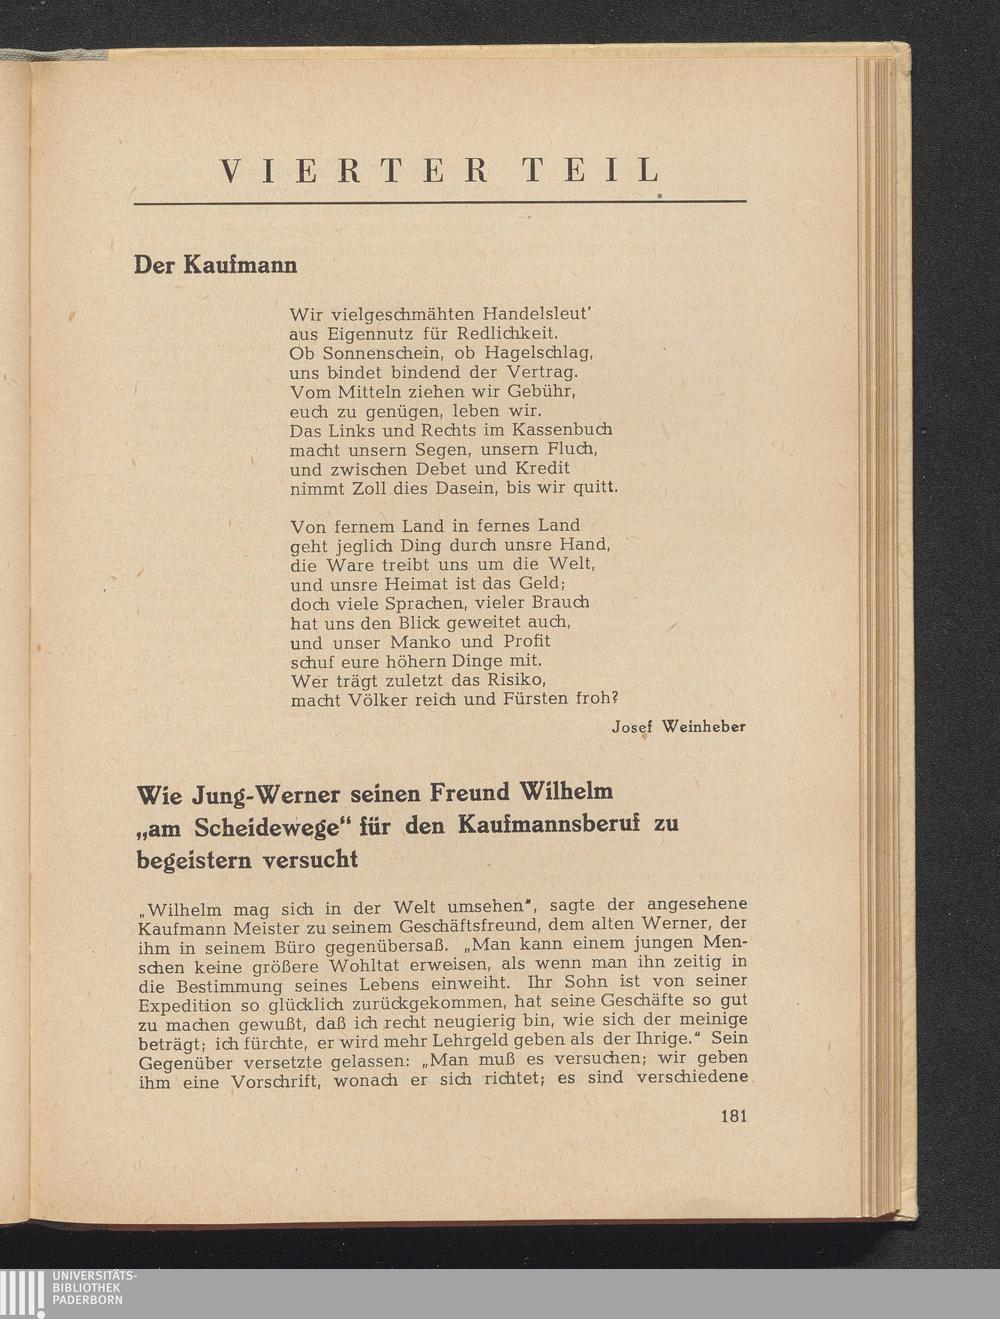 VIERTER TEIL
Der Kaufmann
Wir vielgeschmähten Handelsleut'
aus Eigennutz für Redlichkeit.
Ob Sonnenschein, ob Hagelschlag,
uns bindet bindend der Vertrag.
Vom Mitteln ziehen wir Gebühr,
euch zu genügen, leben wir.
Das Links und Rechts im Kassenbuch
macht unsern Segen, unsern Fluch,
und zwischen Debet und Kredit
nimmt Zoll dies Dasein, bis wir quitt.
Von fernem Land in fernes Land
geht jeglich Ding durch unsre Hand,
die Ware treibt uns um die Welt,
und unsre Heimat ist das Geld;
doch viele Sprachen, vieler Brauch
hat uns den Blick geweitet auch,
und unser Manko und Profit
schuf eure höhern Dinge mit.
Wer trägt zuletzt das Risiko,
macht Völker reich und Fürsten froh?
Josef Weinheber
Wie Jung-Werner seinen Freund Wilhelm
„am Scheidewege“ für den Kaufmannsberuf zu
begeistern versucht
„Wilhelm mag sich in der Welt umsehen“, sagte der angesehene
Kaufmann Meister zu seinem Geschäftsfreund, dem alten Werner, der
ihm in seinem Büro gegenübersaß. „Man kann einem jungen Men-
schen keine größere Wohltat erweisen, als wenn man ihn zeitig in
die Bestimmung seines Lebens einweiht. Ihr Sohn ist von seiner
Expedition so glücklich zurückgekommen, hat seine Geschäfte so gut
zu machen gewußt, daß ich recht neugierig bin, wie sich der meinige
beträgt; ich fürchte, er wird mehr Lehrgeld geben als der Ihrige.“ Sein
Gegenüber versetzte gelassen: „Man muß es versuchen; wir geben
ihm eine Vorschrift, wonach er sich richtet; es sind verschiedene
181
UNIVERSITÄTS-
BIBLIOTHEK
PADERBORN